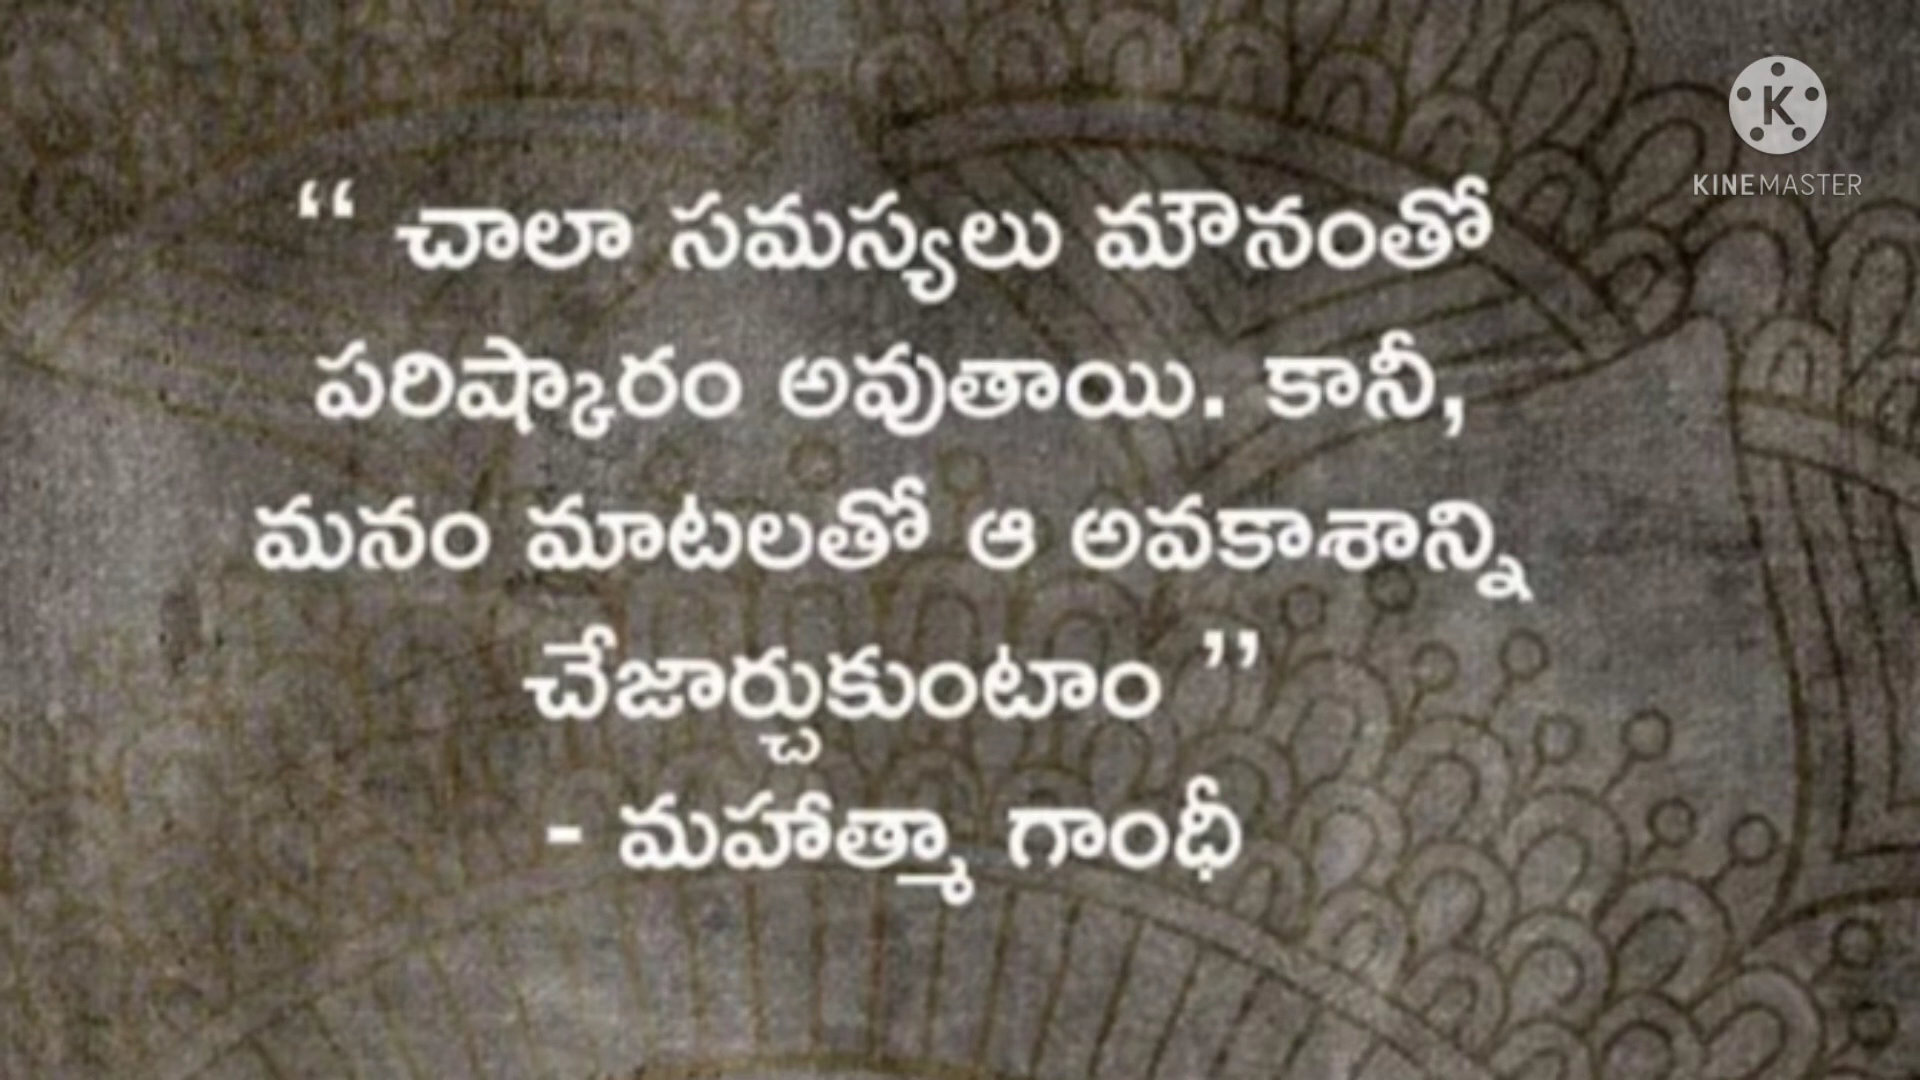 “ చాలా సమస్యలు మౌనంతో
పరిష్కారం అవుతాయి. కానీ,
మనం మాటలతో ఆ అవకాశాన్ని
చేజార్చుకుంటాం ”
- మహాత్మా గాంధీ
K
KINEMASTER